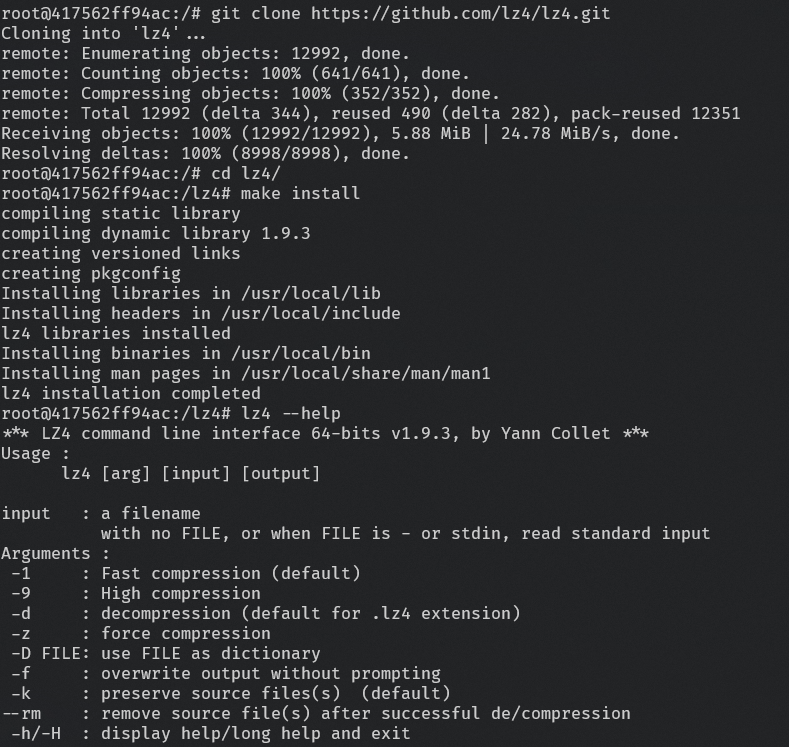 root@417562ff94ac:/# git clone https://github.com/lz4/lz4.git
Cloning into 'lz4'...
remote: Enumerating objects: 12992, done.
remote: Counting objects: 100% (641/641), done.
remote: Compressing objects: 100% (352/352), done.
remote: Total 12992 (delta 344), reused 490 (delta 282), pack-reused 12351
Receiving objects: 100% (12992/12992), 5.88 MiB | 24.78 MiB/s, done.
Resolving deltas: 100% (8998/8998), done.
root@417562ff94ac:/# cd lz4/
root@417562ff94ac:/lz4# make install
compiling static library
compiling dynamic library 1.9.3
creating versioned links
creating pkgconfig
Installing libraries in /usr/local/lib
Installing headers in /usr/local/include
lz4 libraries installed
Installing binaries in /usr/local/bin
Installing man pages in /usr/local/share/man/man1
lz4 installation completed
root@417562ff94ac:/lz4# lz4 --help
*** LZ4 command line interface 64-bits v1.9.3, by Yann Collet ***
Usage :
      lz4 [arg] [input] [output]

input   : a filename
          with no FILE, or when FILE is - or stdin, read standard input
Arguments :
 -1     : Fast compression (default)
 -9     : High compression
 -d     : decompression (default for .lz4 extension)
 -z     : force compression
 -D FILE: use FILE as dictionary
 -f     : overwrite output without prompting
 -k     : preserve source files(s)  (default)
--rm    : remove source file(s) after successful de/compression
 -h/-H  : display help/long help and exit